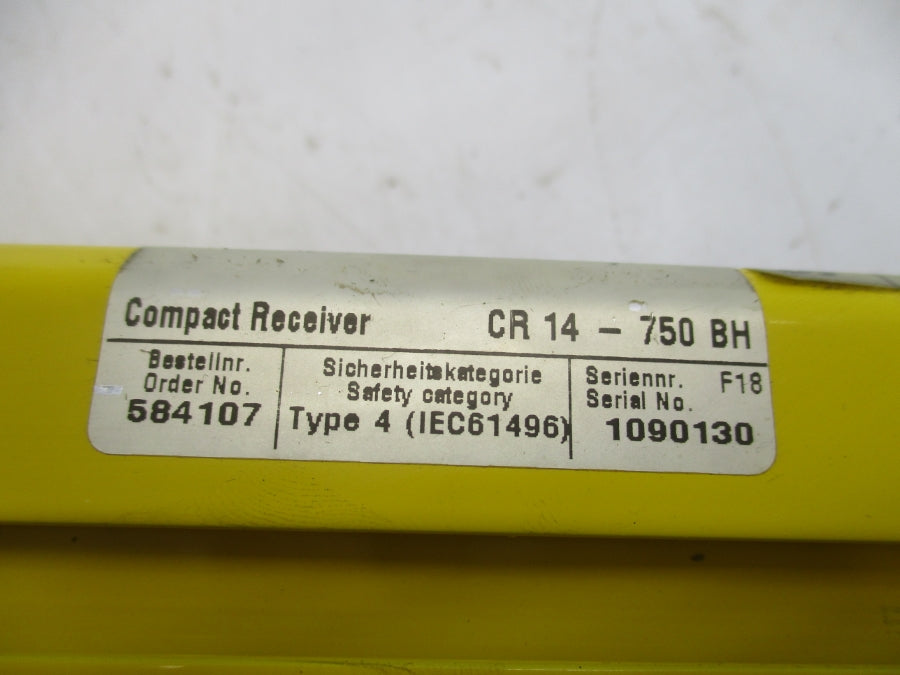 Compact Receiver CR 14 - 750 BH
Bestellnr.
Order No.
584107
Sicherheitskategorie
Safety category
Type 4 (IEC61496)
Seriennr. F18
Serial No.
1090130